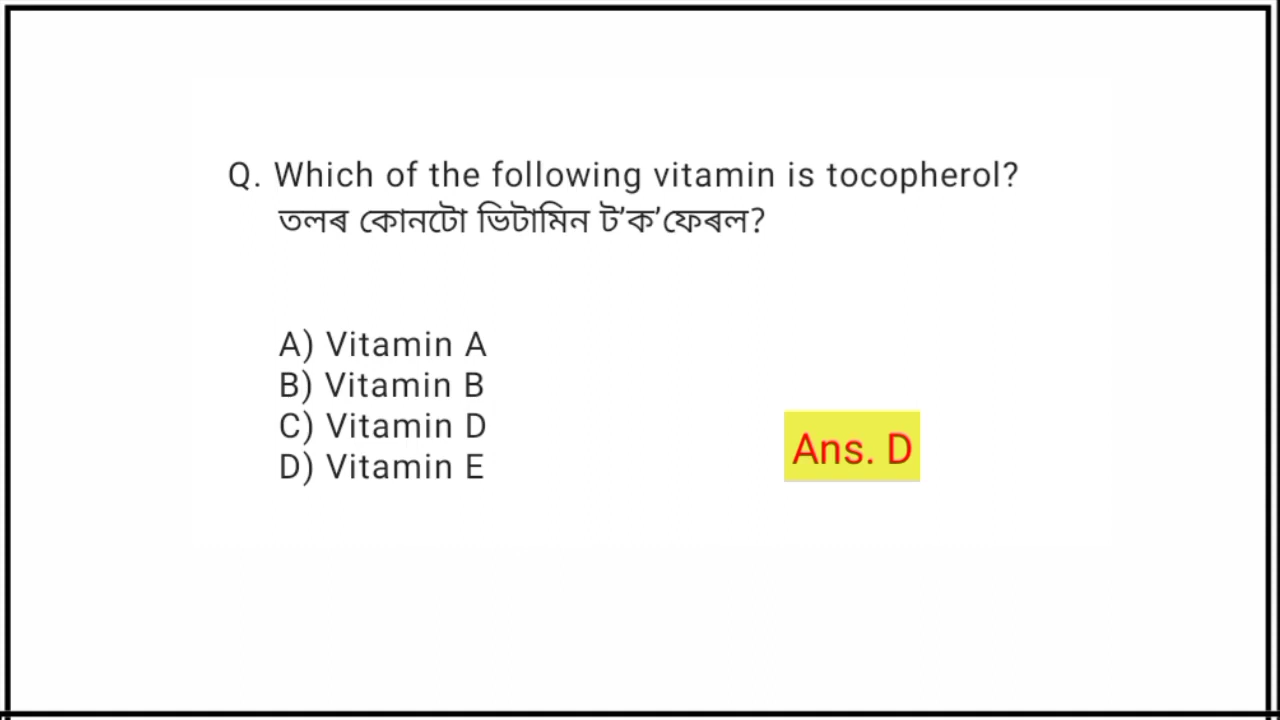 Q. Which of the following vitamin is tocopherol?
তলৰ কোনটো ভিটামিন ট’ক’ফেৰল?
A) Vitamin A
B) Vitamin B
C) Vitamin D
D) Vitamin E
Ans. D